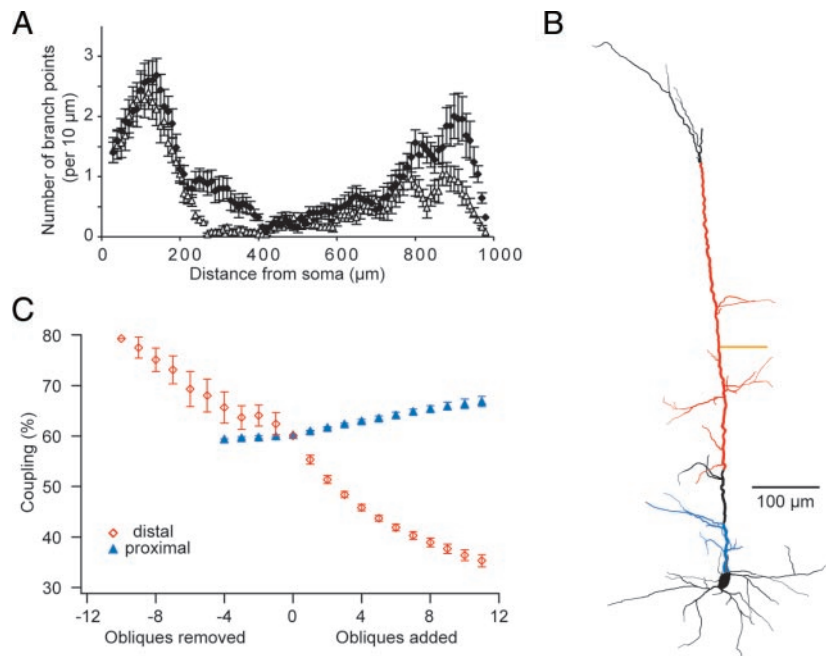 A
Number of branch points
(per 10 µm)
3
2
1
0
0
200
400
600
800
1000
Distance from soma (µm)
B
100 µm
C
Coupling (%)
80
70
60
50
40
30
distal
proximal
-12
-8
-4
0
4
8
12
Obliques removed
Obliques added